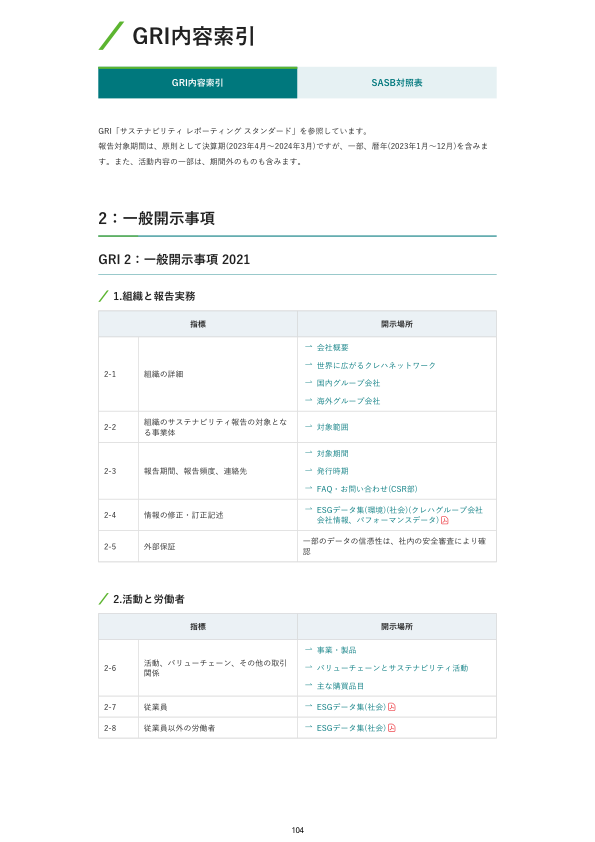 GRI内容索引
GRI内容索引
SASB対照表
GRI「サステナビリティ レポーティング スタンダード」を参照しています。
報告対象期間は、原則として決算期(2023年4月～2024年3月)ですが、一部、暦年(2023年1月～12月)を含みま
す。また、活動内容の一部は、期間外のものも含みます。
2：一般開示事項
GRI 2：一般開示事項 2021
1.組織と報告実務
指標
開示場所
2-1
組織の詳細
会社概要
世界に広がるクレハネットワーク
国内グループ会社
海外グループ会社
2-2
組織のサステナビリティ報告の対象とな
る事業体
対象範囲
2-3
報告期間、報告頻度、連絡先
対象期間
発行時期
FAQ・お問い合わせ(CSR部)
2-4
情報の修正・訂正記述
ESGデータ集(環境)(社会)(クレハグループ会社
会社情報、パフォーマンスデータ)
2-5
外部保証
一部のデータの信憑性は、社内の安全審査により確
認
2.活動と労働者
指標
開示場所
2-6
活動、バリューチェーン、その他の取引
関係
事業・製品
バリューチェーンとサステナビリティ活動
主な購買品目
2-7
従業員
ESGデータ集(社会)
2-8
従業員以外の労働者
ESGデータ集(社会)
104